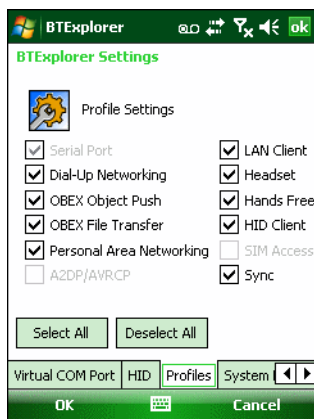 BTExplorer ok
BTExplorer Settings
Profile Settings
Serial Port LAN Client
Dial-Up Networking Headset
OBEX Object Push Hands Free
OBEX File Transfer HID Client
Personal Area Networking SIM Access
A2DP/AVRCP Sync
Select All Deselect All
Virtual COM Port HID Profiles System
OK Cancel